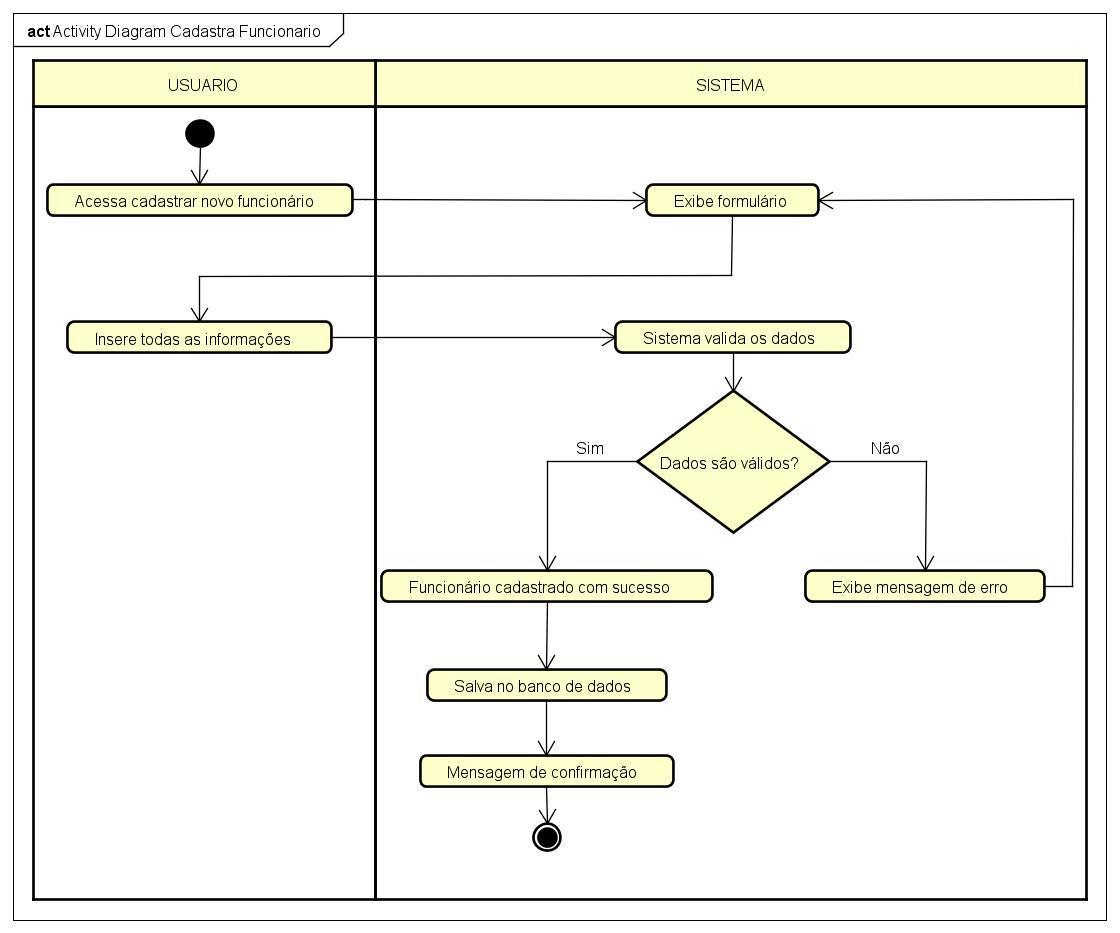 act Activity Diagram Cadastra Funcionario
USUARIO
SISTEMA
Acessa cadastrar novo funcionário
Exibe formulário
Insere todas as informações
Sistema valida os dados
Sim
Dados são válidos?
Não
Funcionário cadastrado com sucesso
Exibe mensagem de erro
Salva no banco de dados
Mensagem de confirmação